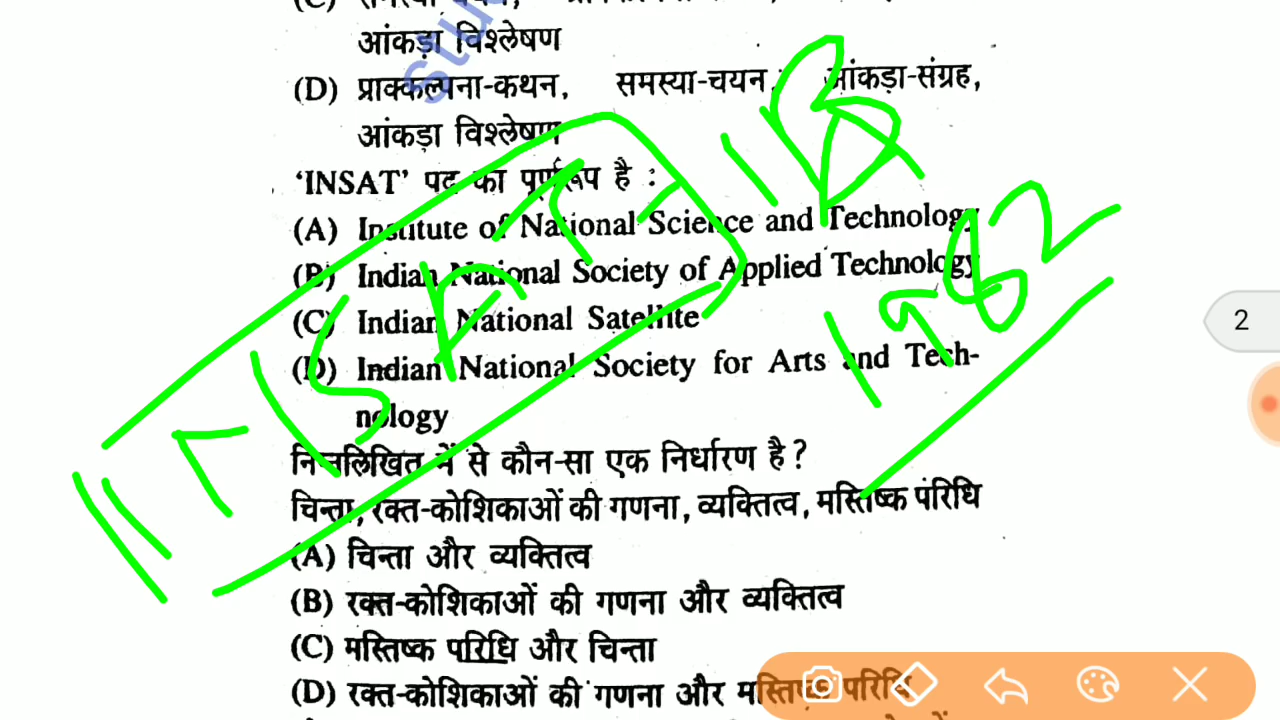 (C) समस्या-चयन,
आंकड़ा विश्लेषण
(D) प्राक्कल्पना-कथन, समस्या-चयन, आंकड़ा-संग्रह,
आंकड़ा विश्लेषण
'INSAT' पद का पूर्णरूप है :
(A) Institute of National Science and Technology
(B) Indian National Society of Applied Technology
(C) Indian National Satellite
(D) Indian National Society for Arts and Tech-
nology
निम्नलिखित में से कौन-सा एक निर्धारण है ?
चिन्ता, रक्त-कोशिकाओं की गणना, व्यक्तित्व, मस्तिष्क परिधि
(A) चिन्ता और व्यक्तित्व
(B) रक्त-कोशिकाओं की गणना और व्यक्तित्व
(C) मस्तिष्क परिधि और चिन्ता
(D) रक्त-कोशिकाओं की गणना और मस्तिष्क परिधि
1982
2